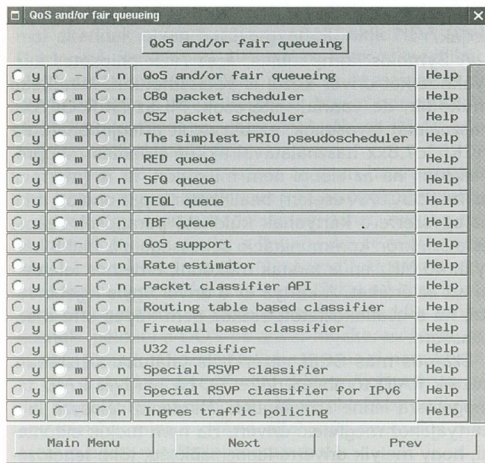 QoS and/or fair queueing
QoS and/or fair queueing
y - n QoS and/or fair queueing Help
y m n CBQ packet scheduler Help
y m n CSZ packet scheduler Help
y m n The simplest PRIO pseudoscheduler Help
y m n RED queue Help
y m n SFQ queue Help
y m n TEQL queue Help
y m n TBF queue Help
y - n QoS support Help
y - n Rate estimator Help
y - n Packet classifier API Help
y m n Routing table based classifier Help
y m n Firewall based classifier Help
y m n U32 classifier Help
y m n Special RSVP classifier Help
y m n Special RSVP classifier for IPv6 Help
y - n Ingres traffic policing Help
Main Menu Next Prev